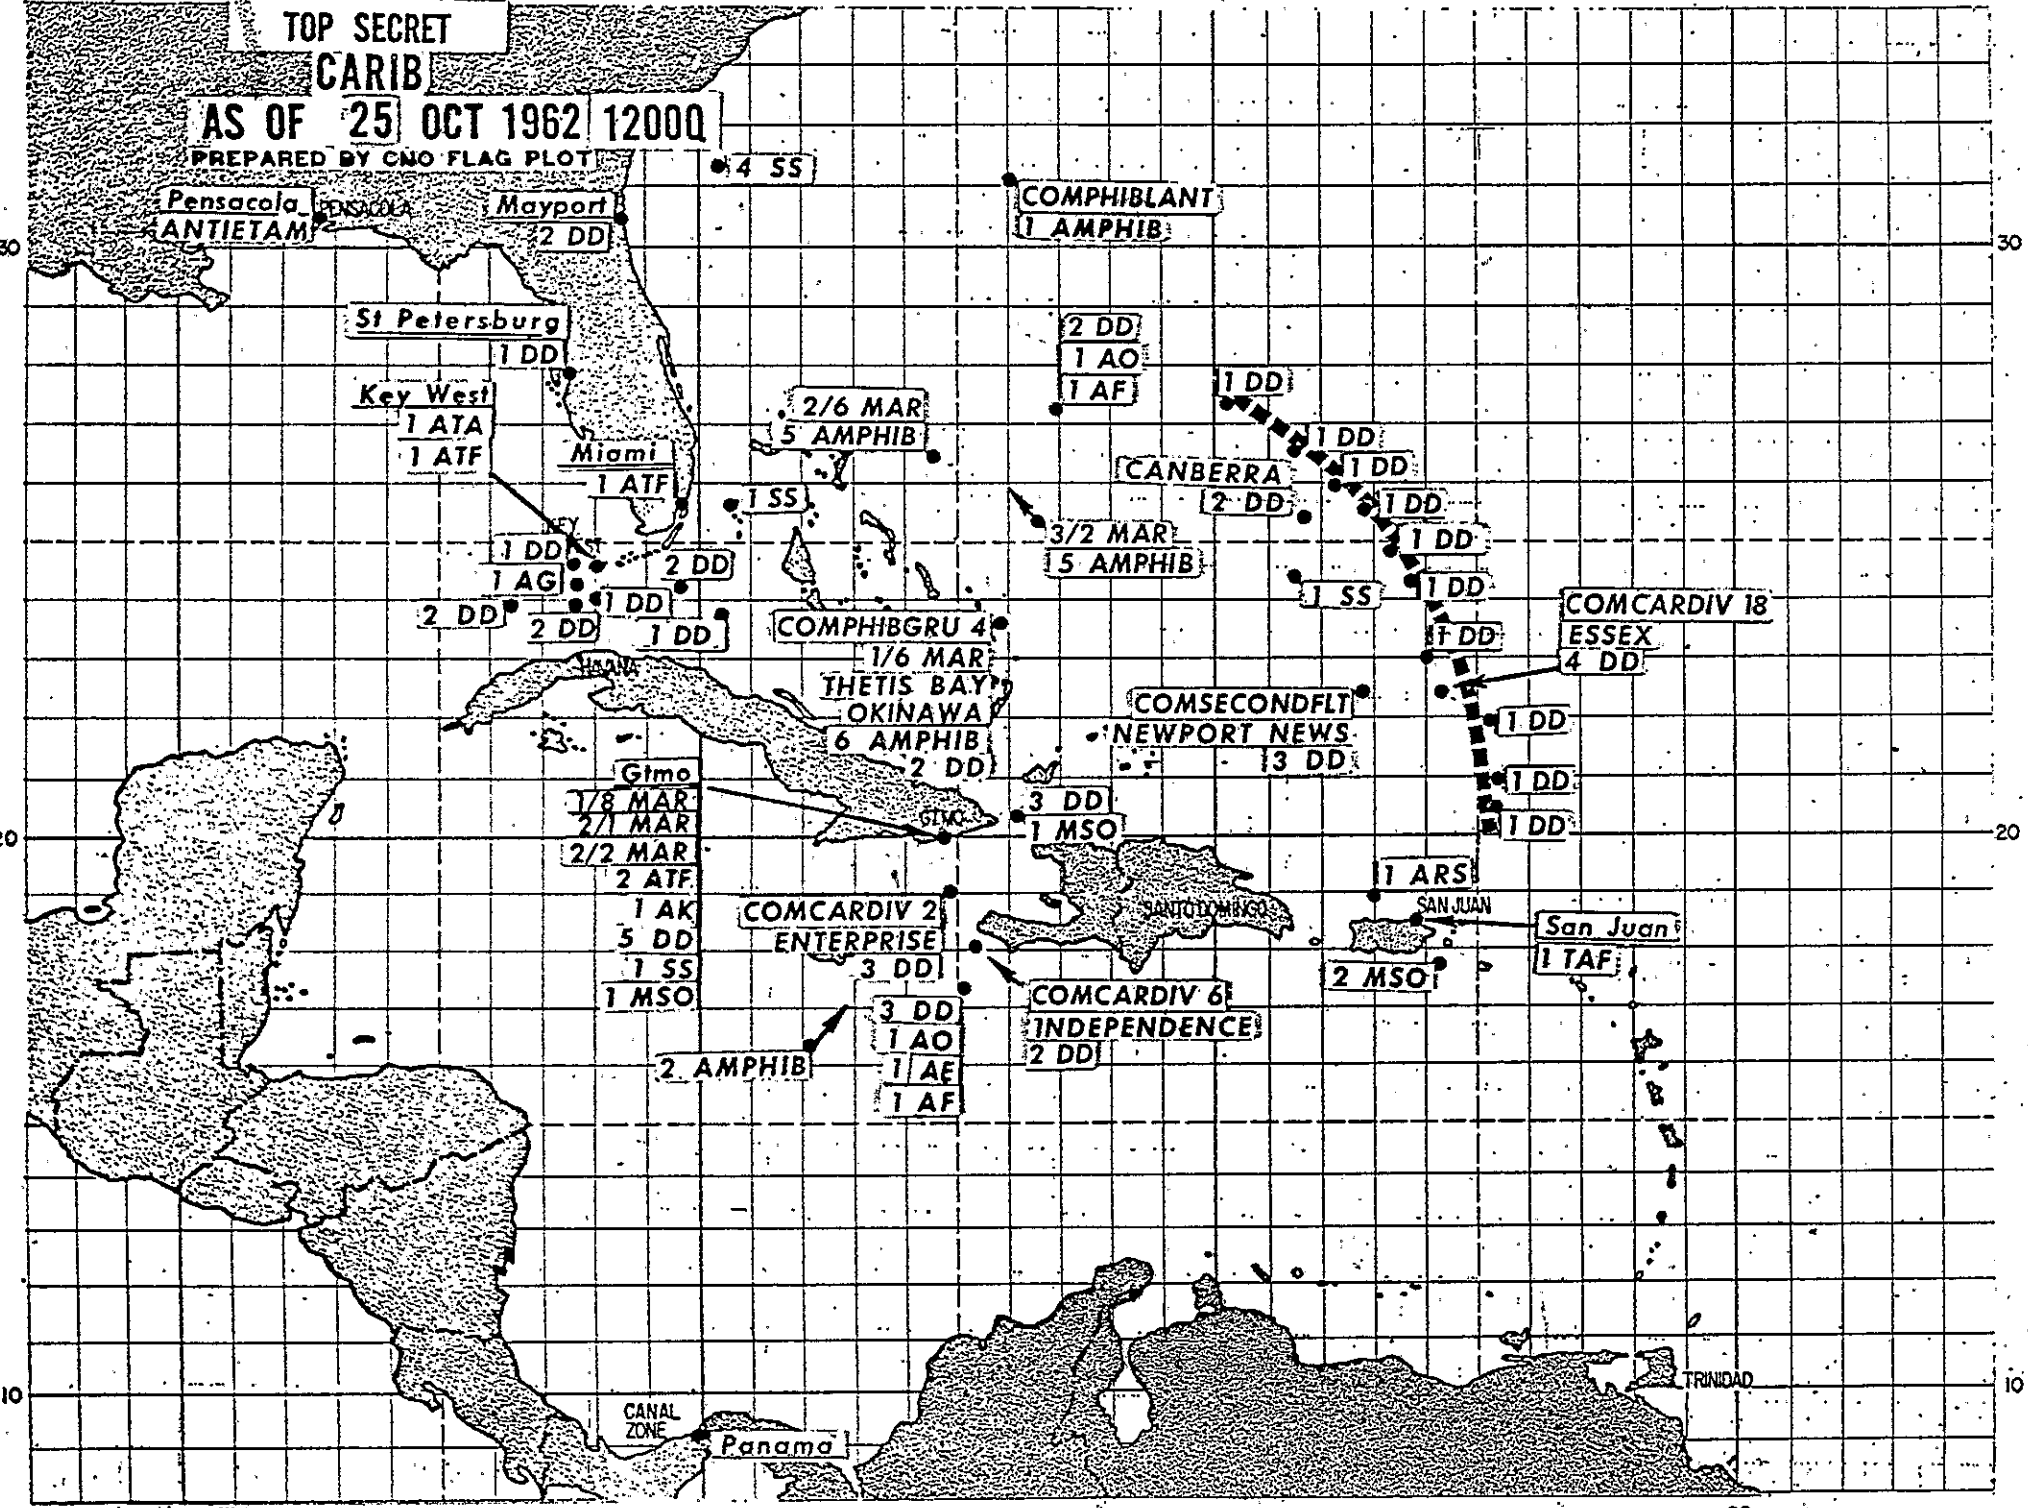 TOP SECRET
CARIB
AS OF 25 OCT 1962 1200Q
PREPARED BY CNO FLAG PLOT
4 SS
Pensacola
PENSACOLA
ANTIETAM
Mayport
2 DD
COMPHIBLANT
1 AMPHIB
30
30
St Petersburg
1 DD
2 DD
1 AO
1 AF
Key West
1 ATA
1 ATF
2/6 MAR
5 AMPHIB
1 DD
1 DD
1 DD
CANBERRA
2 DD
Miami
1 ATF
1 SS
1 DD
3/2 MAR
5 AMPHIB
1 DD
KEY
1 DD
1 AG
2 DD
2 DD
1 DD
2 DD
1 DD
1 SS
1 DD
1 DD
COMCARDIV 18
ESSEX
4 DD
COMPHIBGRU 4
1/6 MAR
THETIS BAY
OKINAWA
6 AMPHIB
2 DD
HAVANA
COMSECONDFLT
NEWPORT NEWS
3 DD
1 DD
1 DD
1 DD
Gtmo
1/8 MAR
2/1 MAR
2/2 MAR
2 ATF
1 AK
5 DD
1 SS
1 MSO
GTMO
3 DD
1 MSO
20
20
1 ARS
SAN JUAN
San Juan
1 TAF
2 MSO
SANTO DOMINGO
COMCARDIV 2
ENTERPRISE
3 DD
COMCARDIV 6
INDEPENDENCE
2 DD
3 DD
1 AO
1 AE
1 AF
2 AMPHIB
10
10
TRINIDAD
CANAL
ZONE
Panama